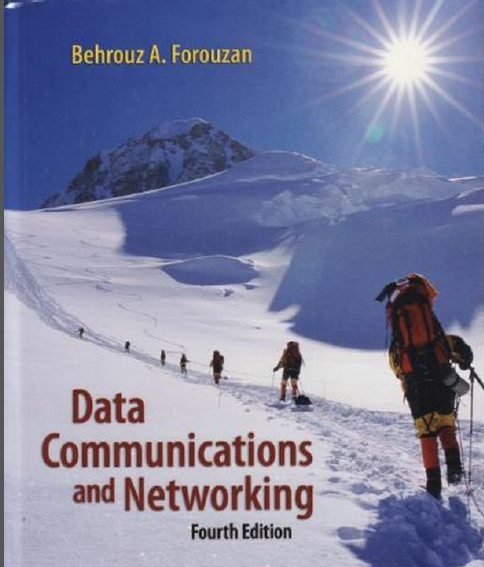 Behrouz A. Forouzan
Data
Communications
and Networking
Fourth Edition